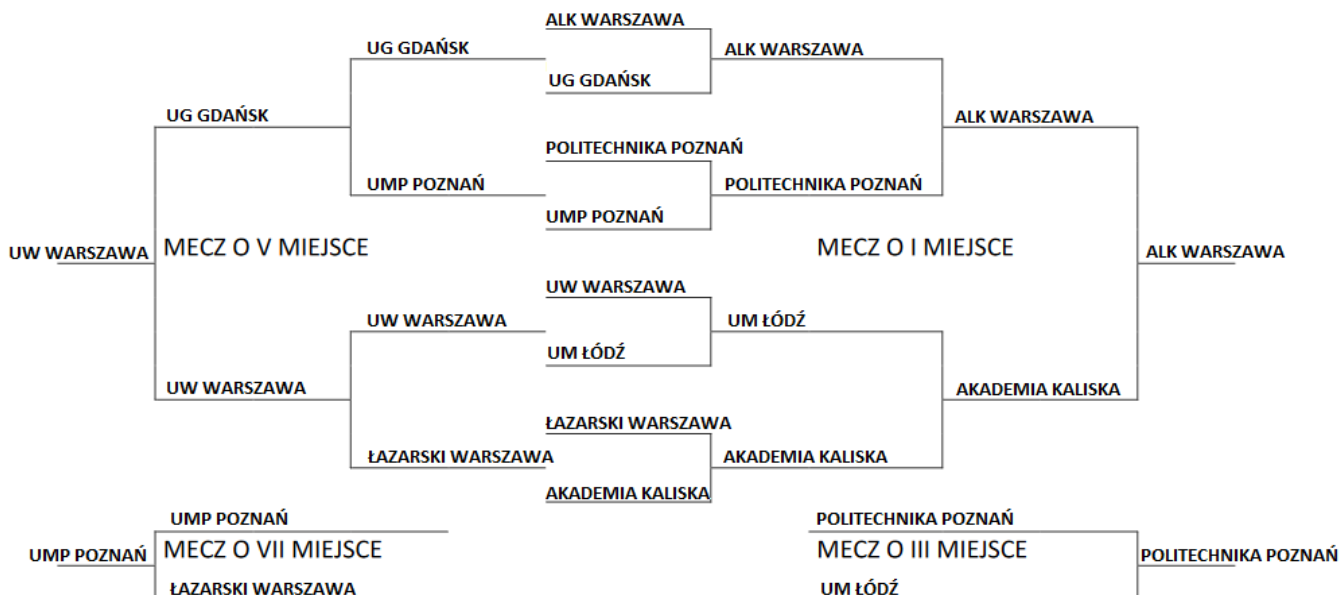 ALK WARSZAWA
UG GDAŃSK
ALK WARSZAWA
UG GDAŃSK
UG GDAŃSK
ALK WARSZAWA
POLITECHNIKA POZNAŃ
UMP POZNAŃ
POLITECHNIKA POZNAŃ
UMP POZNAŃ
UW WARSZAWA
MECZ O V MIEJSCE
MECZ O I MIEJSCE
ALK WARSZAWA
UW WARSZAWA
UW WARSZAWA
UM ŁÓDŹ
UM ŁÓDŹ
UW WARSZAWA
AKADEMIA KALISKA
ŁAZARSKI WARSZAWA
ŁAZARSKI WARSZAWA
AKADEMIA KALISKA
AKADEMIA KALISKA
UMP POZNAŃ
POLITECHNIKA POZNAŃ
UMP POZNAŃ
MECZ O VII MIEJSCE
MECZ O III MIEJSCE
POLITECHNIKA POZNAŃ
ŁAZARSKI WARSZAWA
UM ŁÓDŹ